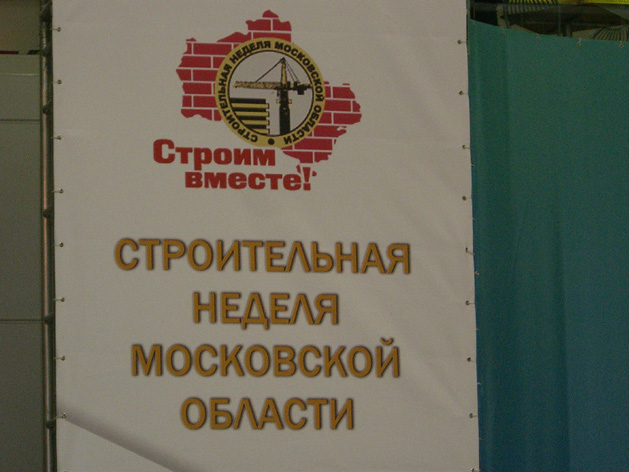 СТРОИТЕЛЬНАЯ НЕДЕЛЯ МОСКОВСКОЙ ОБЛАСТИ
Строим
вместе!
СТРОИТЕЛЬНАЯ
НЕДЕЛЯ
МОСКОВСКОЙ
ОБЛАСТИ